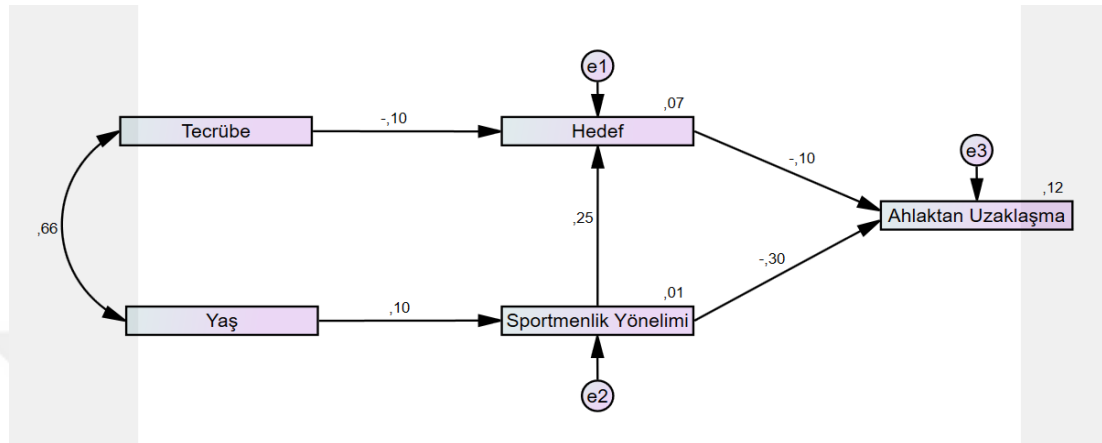 e1
,07
Tecrübe
-,10
Hedef
-,10
e3
,12
Ahlaktan Uzaklaşma
,66
,25
-,30
,01
Yaş
,10
Sportmenlik Yönelimi
e2